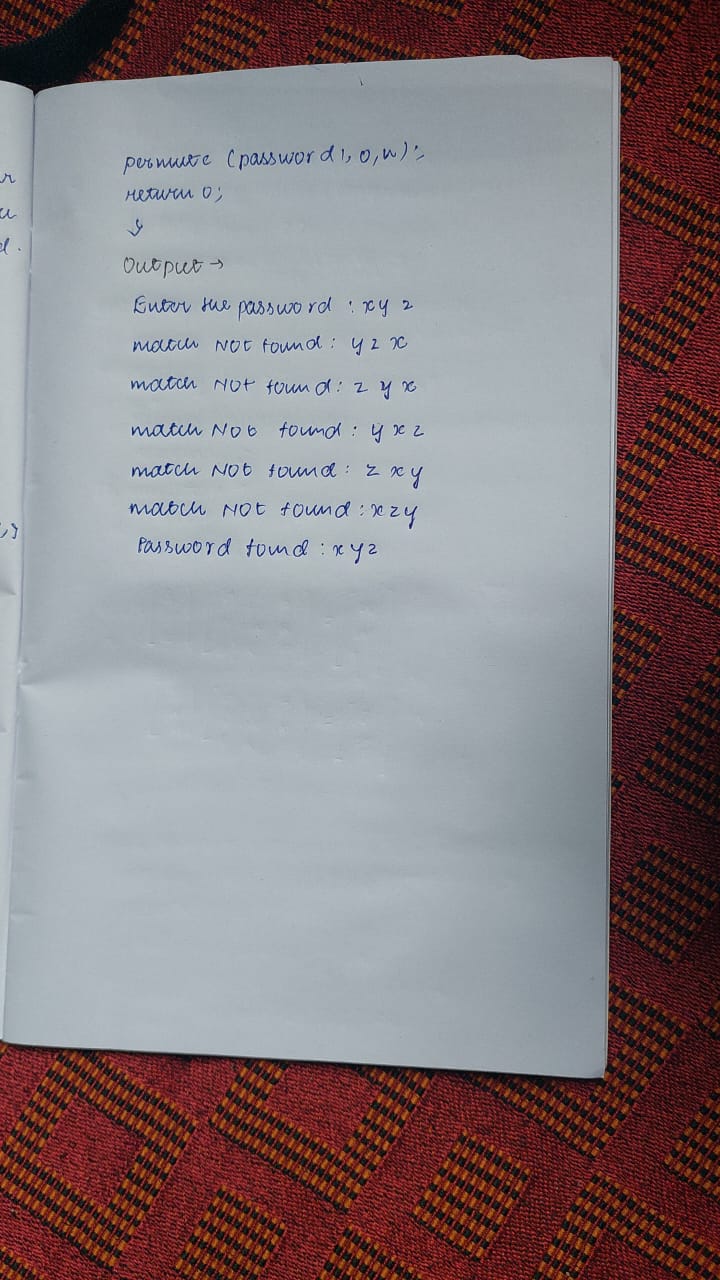 permute (password1, 0, n);
return 0;
}
Output →
Enter the password : xyz
match Not found : yzx
match Not found : zyx
match Not found : yxz
match Not found : zxy
match Not found : xzy
Password found : xyz